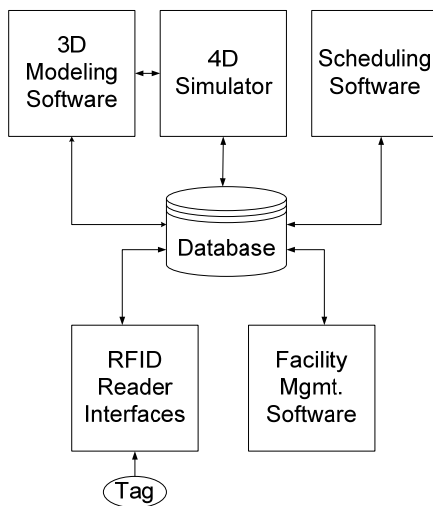 3D
Modeling
Software
4D
Simulator
Scheduling
Software
Database
RFID
Reader
Interfaces
Facility
Mgmt.
Software
Tag